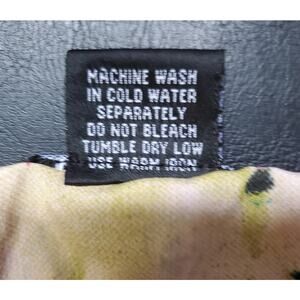 MACHINE WASH
IN COLD WATER
SEPARATELY
DO NOT BLEACH
TUMBLE DRY LOW
USE WARM IRON